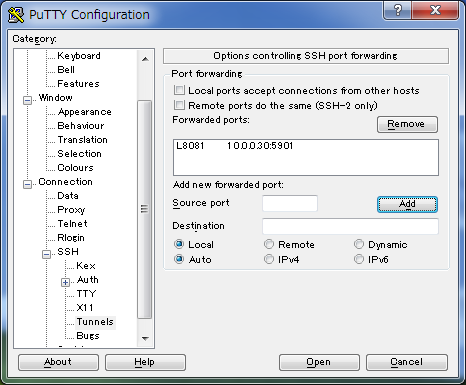 PuTTY Configuration
Category:
Keyboard
Bell
Features
Window
Appearance
Behaviour
Translation
Selection
Colours
Connection
Data
Proxy
Telnet
Rlogin
SSH
Kex
Auth
TTY
X11
Tunnels
Bugs
Options controlling SSH port forwarding
Port forwarding
Local ports accept connections from other hosts
Remote ports do the same (SSH-2 only)
Forwarded ports:
Remove
L8081 10.0.0.30:5901
Add new forwarded port:
Source port
Add
Destination
Local Remote Dynamic
Auto IPv4 IPv6
About Help Open Cancel